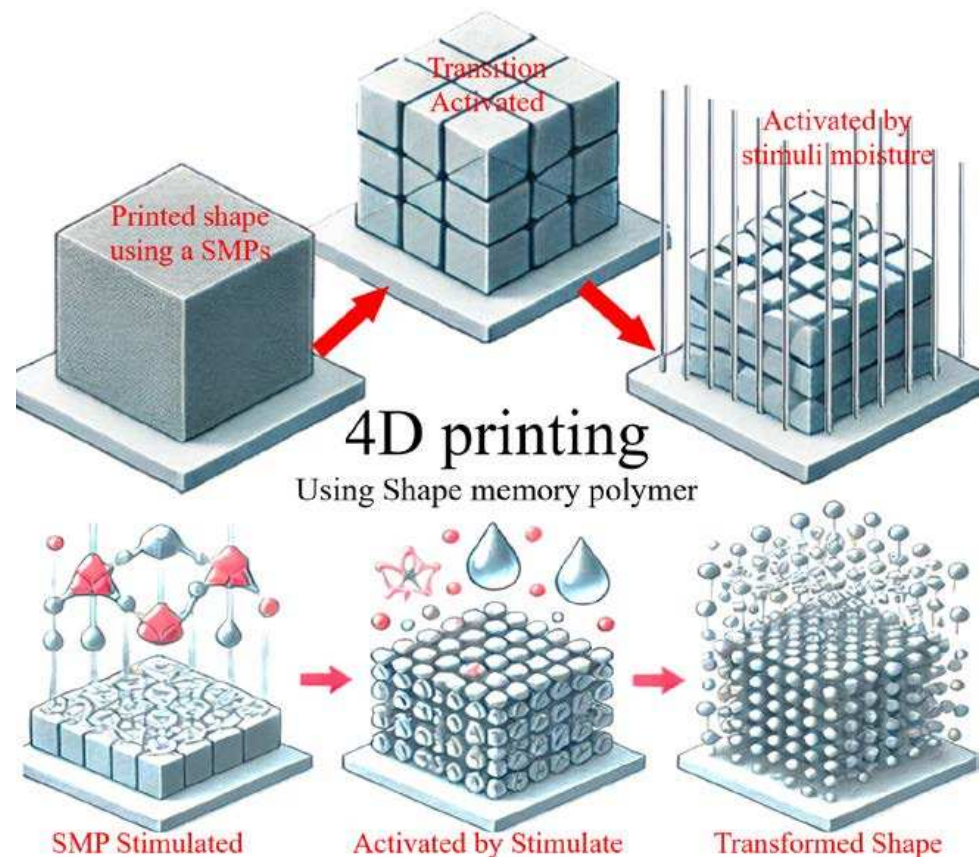 Transition
Activated
Activated by
stimuli moisture
Printed shape
using a SMPs
4D printing
Using Shape memory polymer
SMP Stimulated
Activated by Stimulate
Transformed Shape